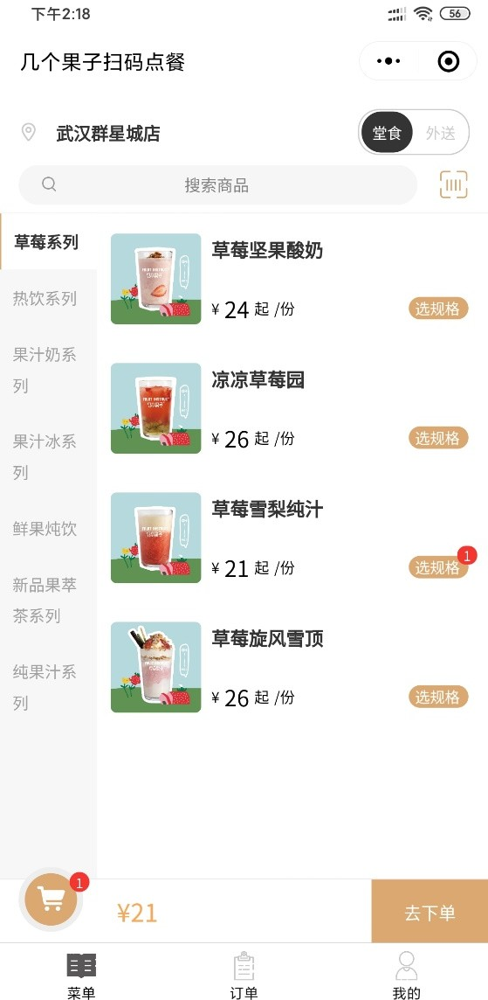 下午2:18
56
几个果子扫码点餐
武汉群星城店
堂食
外送
搜索商品
草莓系列
热饮系列
果汁奶系
列
果汁冰系
列
鲜果炖饮
新品果萃
茶系列
纯果汁系
列
草莓坚果酸奶
¥ 24 起 /份
选规格
凉凉草莓园
¥ 26 起 /份
选规格
草莓雪梨纯汁
¥ 21 起 /份
选规格
1
草莓旋风雪顶
¥ 26 起 /份
选规格
1
¥21
去下单
菜单
订单
我的